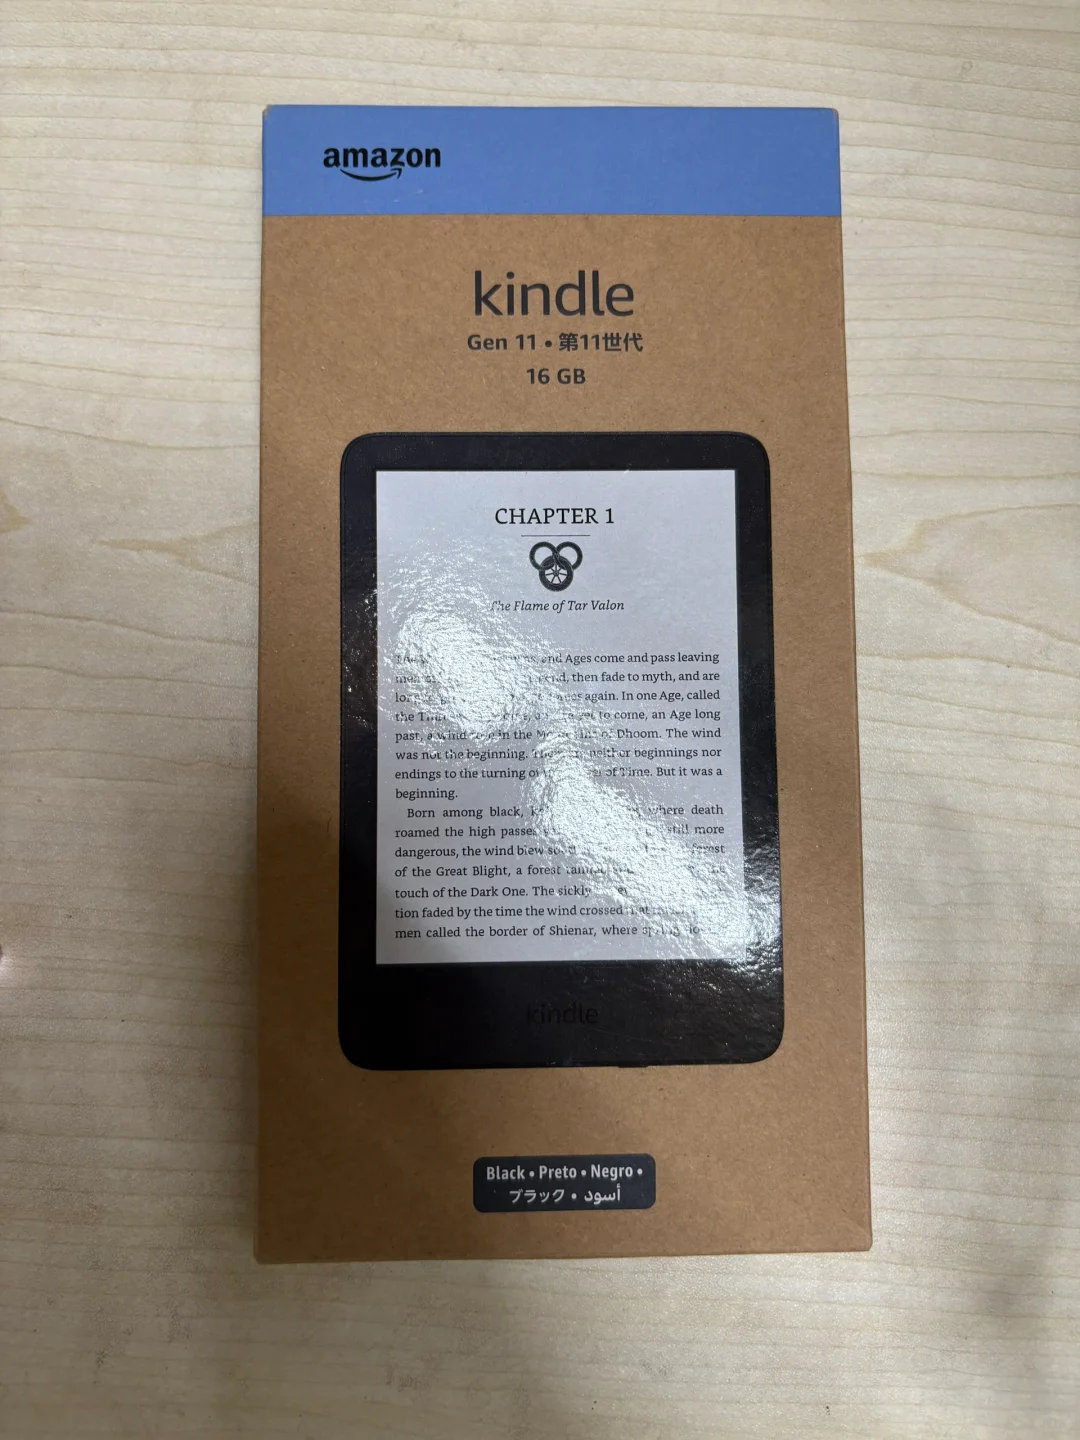 amazon
kindle
Gen 11 • 第11世代
16 GB
CHAPTER 1
The Flame of Tar Valon
and Ages come and pass leaving
then fade to myth, and are
again. In one Age, called
the to come, an Age long
past, a wind in the of Dhoom. The wind
was not the beginning. neither beginnings nor
endings to the turning of Time. But it was a
beginning.
Born among black, where death
roamed the high passes still more
dangerous, the wind blew forest
of the Great Blight, a forest
touch of the Dark One. The sickly
tion faded by the time the wind crossed that
men called the border of Shienar, where
kindle
Black • Preto • Negro •
ブラック • أسود